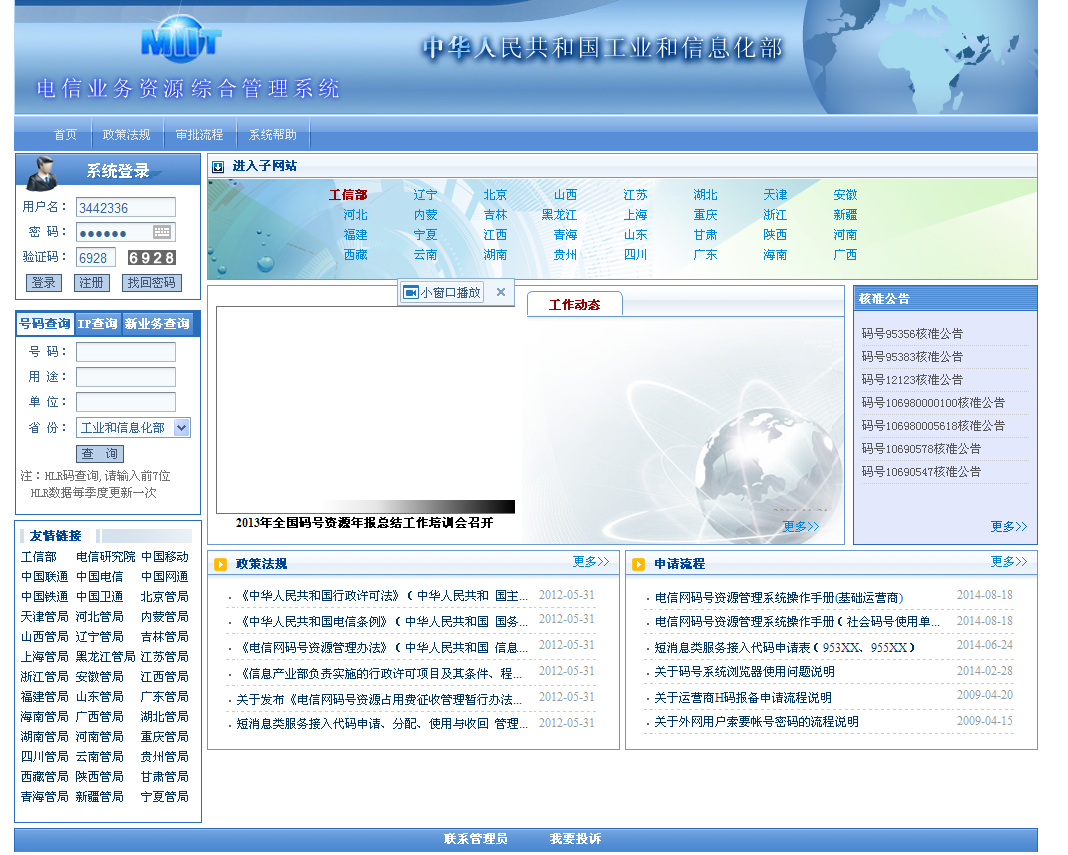 MIIT
中华人民共和国工业和信息化部
电信业务资源综合管理系统
首页 政策法规 审批流程 系统帮助
系统登录
用户名： 3442336
密 码： ●●●●●●
验证码： 6928 6928
登录 注册 找回密码
进入子网站
工信部 辽宁 北京 山西 江苏 湖北 天津 安徽
河北 内蒙 吉林 黑龙江 上海 重庆 浙江 新疆
福建 宁夏 江西 青海 山东 甘肃 陕西 河南
西藏 云南 湖南 贵州 四川 广东 海南 广西
号码查询 IP查询 新业务查询
号 码：
用 途：
单 位：
省 份： 工业和信息化部
查 询
注：HLR码查询,请输入前7位
HLR数据每季度更新一次
小窗口播放 ×
2013年全国码号资源年报总结工作培训会召开
工作动态
更多>>
核准公告
码号95356核准公告
码号95383核准公告
码号12123核准公告
码号106980000100核准公告
码号106980005618核准公告
码号10690578核准公告
码号10690547核准公告
更多>>
友情链接
工信部 电信研究院 中国移动
中国联通 中国电信 中国网通
中国铁通 中国卫通 北京管局
天津管局 河北管局 内蒙管局
山西管局 辽宁管局 吉林管局
上海管局 黑龙江管局 江苏管局
浙江管局 安徽管局 江西管局
福建管局 山东管局 广东管局
海南管局 广西管局 湖北管局
湖南管局 河南管局 重庆管局
四川管局 云南管局 贵州管局
西藏管局 陕西管局 甘肃管局
青海管局 新疆管局 宁夏管局
政策法规 更多>>
·《中华人民共和国行政许可法》（ 中华人民共和 国主... 2012-05-31
·《中华人民共和国电信条例》（ 中华人民共和国 国务... 2012-05-31
·《电信网码号资源管理办法》（ 中华人民共和国 信息... 2012-05-31
·《信息产业部负责实施的行政许可项目及其条件、程... 2012-05-31
·关于发布《电信网码号资源占用费征收管理暂行办法... 2012-05-31
·短消息类服务接入代码申请、分配、使用与收回 管理... 2012-05-31
申请流程 更多>>
·电信网码号资源管理系统操作手册(基础运营商) 2014-08-18
·电信网码号资源管理系统操作手册（ 社会码号使用单... 2014-08-18
·短消息类服务接入代码申请表（ 953XX、955XX ） 2014-06-24
·关于码号系统浏览器使用问题说明 2014-02-28
·关于运营商H码报备申请流程说明 2009-04-20
·关于外网用户索要帐号密码的流程说明 2009-04-15
联系管理员 我要投诉